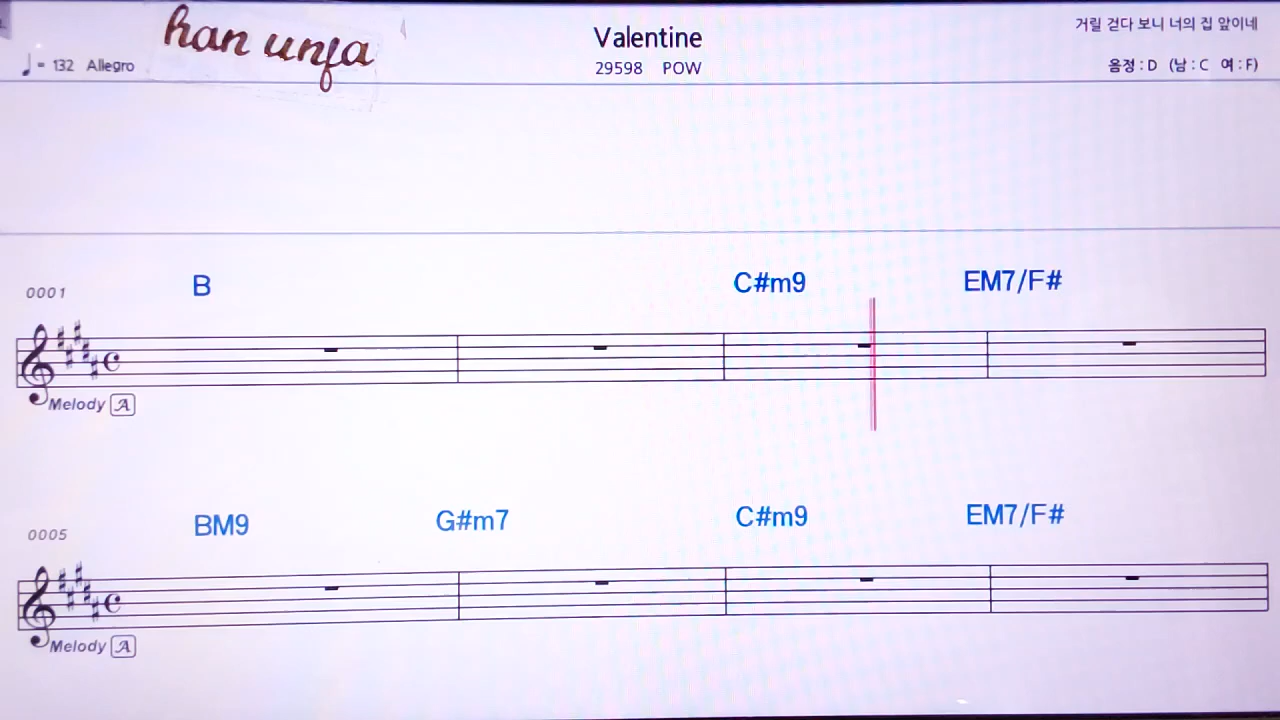 han unfa
Valentine
거릴 걷다 보니 너의 집 앞이네
♩ = 132 Allegro
29598 POW
음정 : D (남 : C 여 : F)
0001
B
C#m9
EM7/F#
Melody A
0005
BM9
G#m7
C#m9
EM7/F#
Melody A